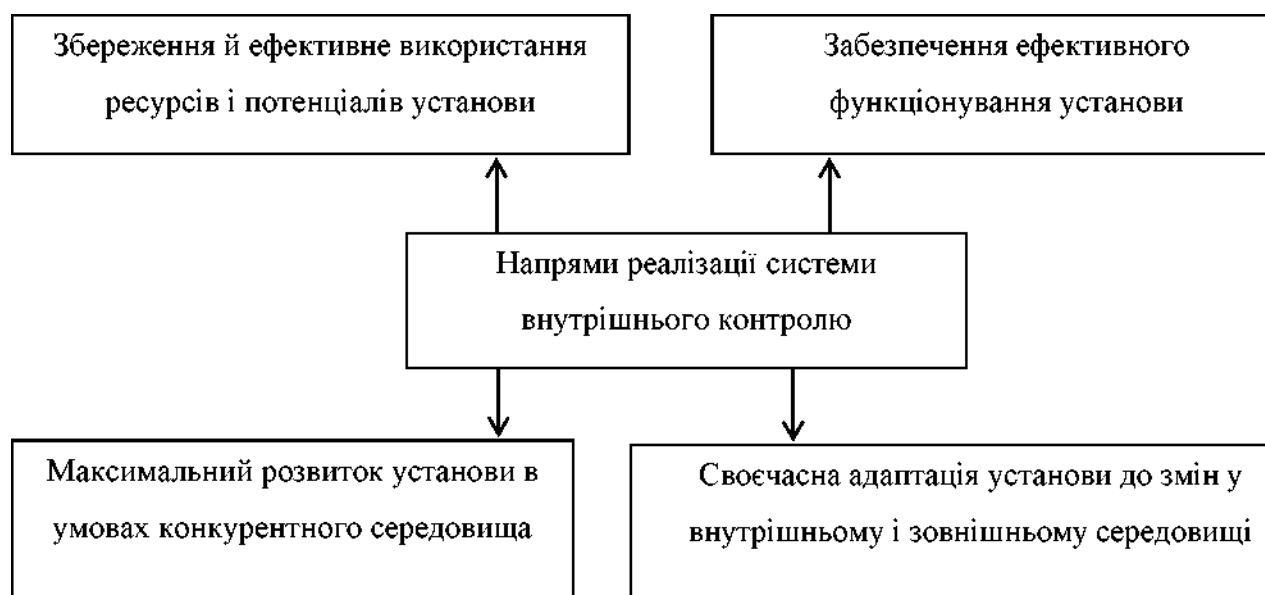 Збереження й ефективне використання
ресурсів і потенціалів установи
Забезпечення ефективного
функціонування установи
Напрями реалізації системи
внутрішнього контролю
Максимальний розвиток установи в
умовах конкурентного середовища
Своєчасна адаптація установи до змін у
внутрішньому і зовнішньому середовищі